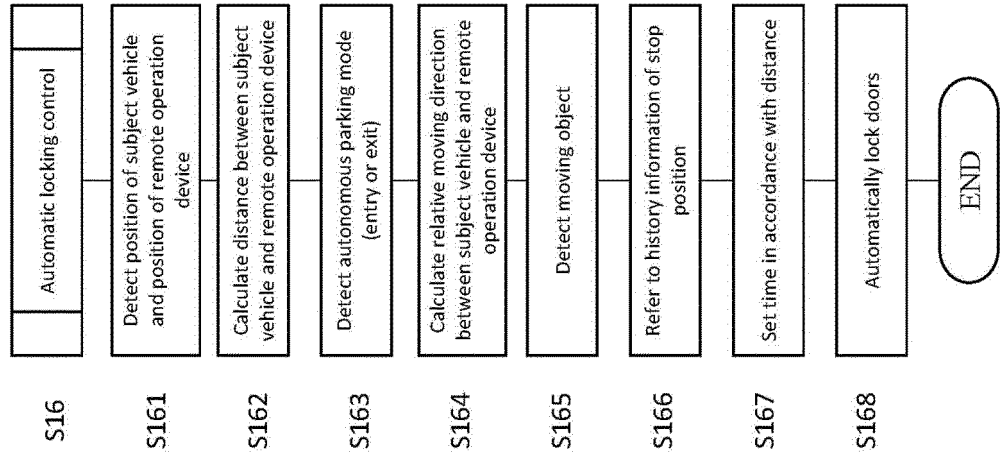 S16
Automatic locking control
S161
Detect position of subject vehicle
and position of remote operation
device
S162
Calculate distance between subject
vehicle and remote operation device
S163
Detect autonomous parking mode
(entry or exit)
S164
Calculate relative moving direction
between subject vehicle and remote
operation device
S165
Detect moving object
S166
Refer to history information of stop
position
S167
Set time in accordance with distance
S168
Automatically lock doors
END